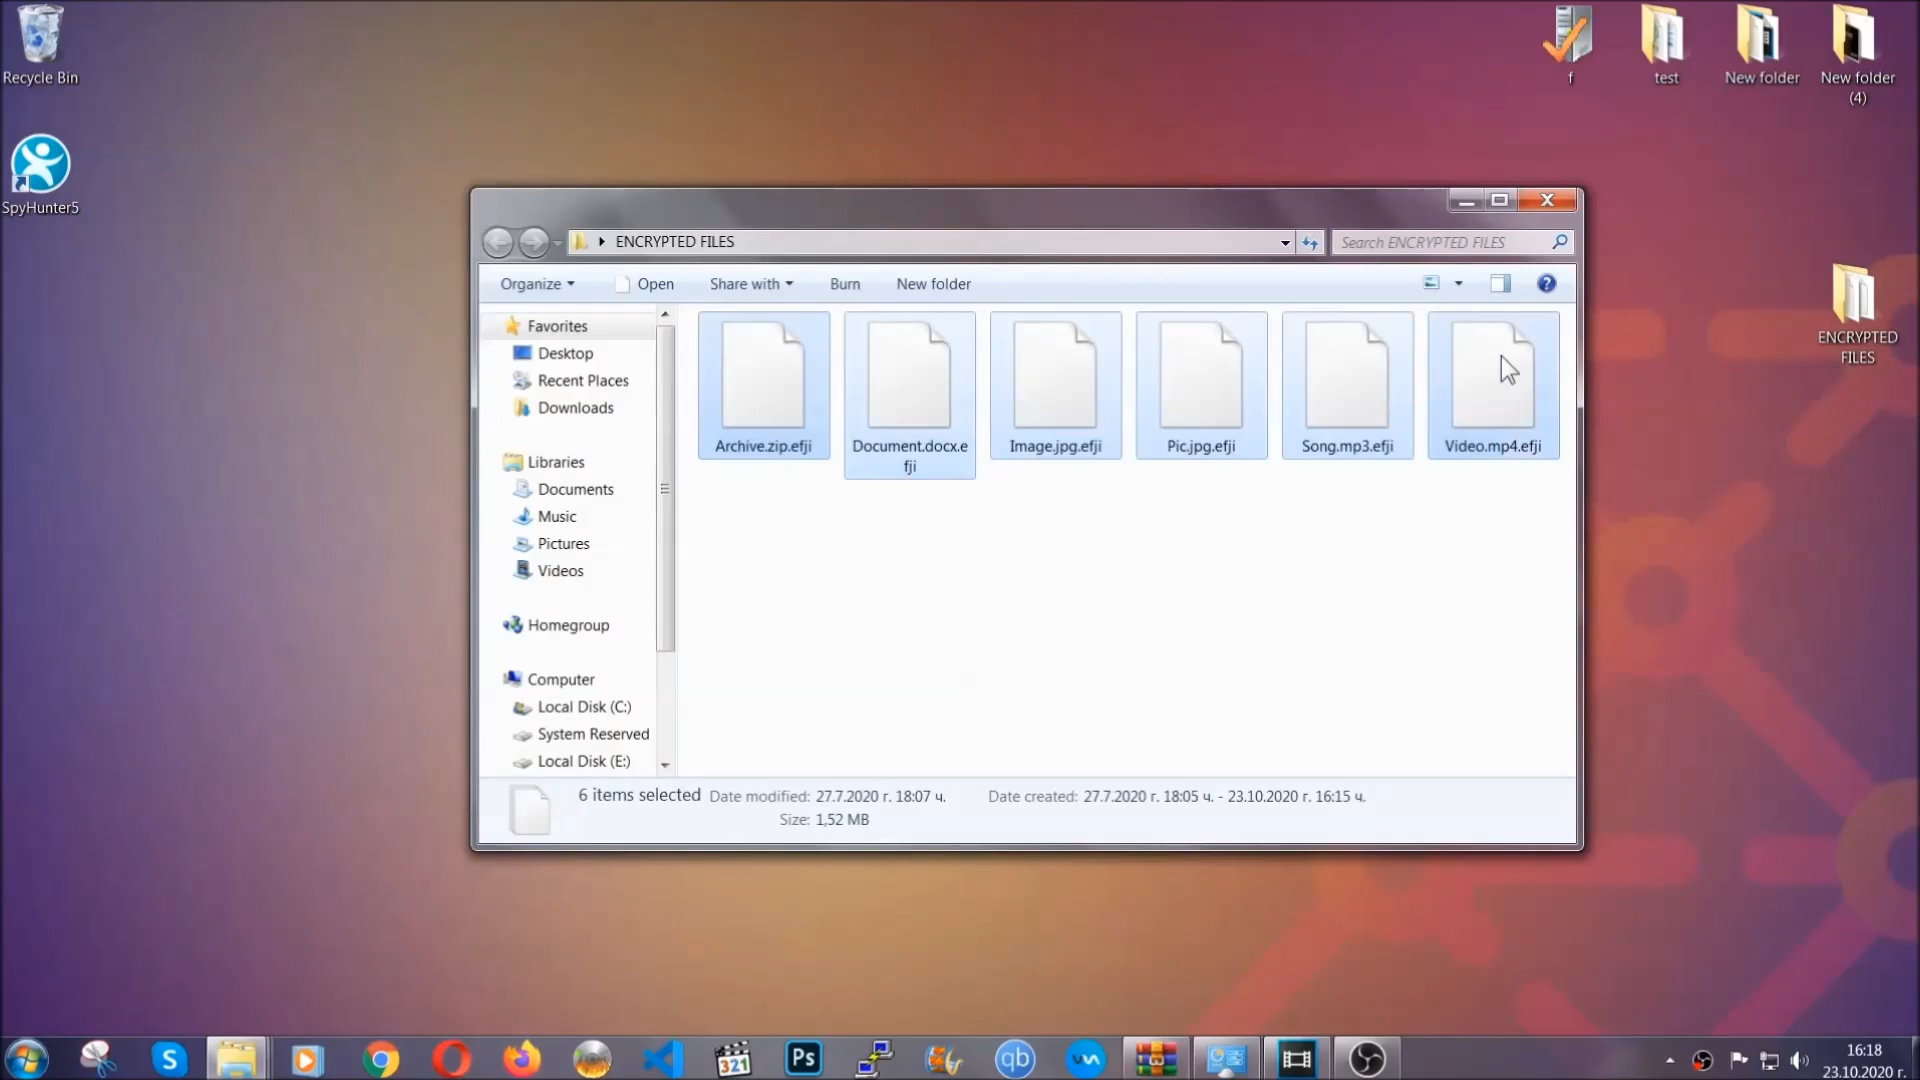 Recycle Bin
f
test
New folder
New folder
(4)
SpyHunter5
ENCRYPTED FILES
Search ENCRYPTED FILES
Organize
Open
Share with
Burn
New folder
Favorites
Desktop
Recent Places
Downloads
Libraries
Documents
Music
Pictures
Videos
Homegroup
Computer
Local Disk (C:)
System Reserved
Local Disk (E:)
Archive.zip.efji
Document.docx.e
fji
Image.jpg.efji
Pic.jpg.efji
Song.mp3.efji
Video.mp4.efji
ENCRYPTED
FILES
6 items selected
Date modified: 27.7.2020 г. 18:07 ч.
Date created: 27.7.2020 г. 18:05 ч. - 23.10.2020 г. 16:15 ч.
Size: 1,52 MB
S
321
Ps
qb
16:18
23.10.2020 г.